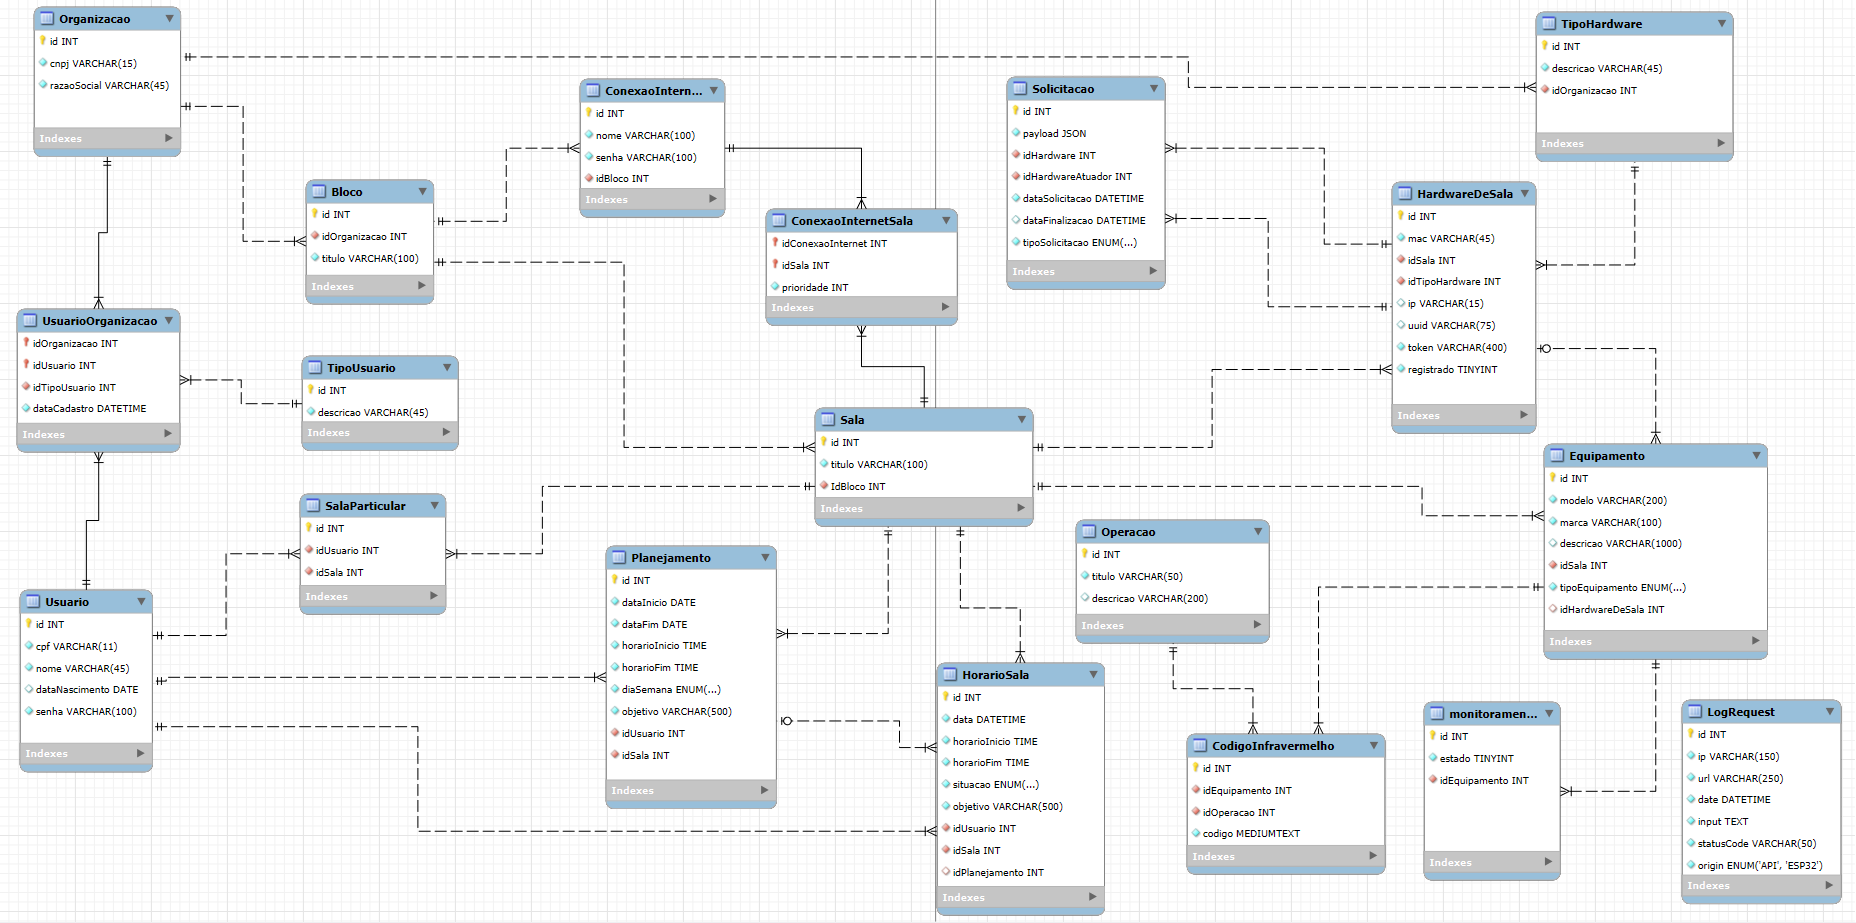 Organizacao
id INT
cnpj VARCHAR(15)
razaoSocial VARCHAR(45)
Indexes
TipoHardware
id INT
descricao VARCHAR(45)
idOrganizacao INT
Indexes
ConexaoIntern...
id INT
nome VARCHAR(100)
senha VARCHAR(100)
idBloco INT
Indexes
Solicitacao
id INT
payload JSON
idHardware INT
idHardwareAtuador INT
dataSolicitacao DATETIME
dataFinalizacao DATETIME
tipoSolicitacao ENUM(...)
Indexes
Bloco
id INT
idOrganizacao INT
titulo VARCHAR(100)
Indexes
HardwareDeSala
id INT
mac VARCHAR(45)
idSala INT
idTipoHardware INT
ip VARCHAR(15)
uuid VARCHAR(75)
token VARCHAR(400)
registrado TINYINT
Indexes
ConexaoInternetSala
idConexaoInternet INT
idSala INT
prioridade INT
Indexes
UsuarioOrganizacao
idOrganizacao INT
idUsuario INT
idTipoUsuario INT
dataCadastro DATETIME
Indexes
TipoUsuario
id INT
descricao VARCHAR(45)
Indexes
Sala
id INT
titulo VARCHAR(100)
IdBloco INT
Indexes
Equipamento
id INT
modelo VARCHAR(200)
marca VARCHAR(100)
descricao VARCHAR(1000)
idSala INT
tipoEquipamento ENUM(...)
idHardwareDeSala INT
Indexes
SalaParticular
id INT
idUsuario INT
idSala INT
Indexes
Operacao
id INT
titulo VARCHAR(50)
descricao VARCHAR(200)
Indexes
Planejamento
id INT
dataInicio DATE
dataFim DATE
horarioInicio TIME
horarioFim TIME
diaSemana ENUM(...)
objetivo VARCHAR(500)
idUsuario INT
idSala INT
Indexes
Usuario
id INT
cpf VARCHAR(11)
nome VARCHAR(45)
dataNascimento DATE
senha VARCHAR(100)
Indexes
HorarioSala
id INT
data DATETIME
horarioInicio TIME
horarioFim TIME
situacao ENUM(...)
objetivo VARCHAR(500)
idUsuario INT
idSala INT
idPlanejamento INT
Indexes
CodigoInfravermelho
id INT
idEquipamento INT
idOperacao INT
codigo MEDIUMTEXT
Indexes
monitoramen...
id INT
estado TINYINT
idEquipamento INT
Indexes
LogRequest
id INT
ip VARCHAR(150)
url VARCHAR(250)
date DATETIME
input TEXT
statusCode VARCHAR(50)
origin ENUM('API', 'ESP32')
Indexes